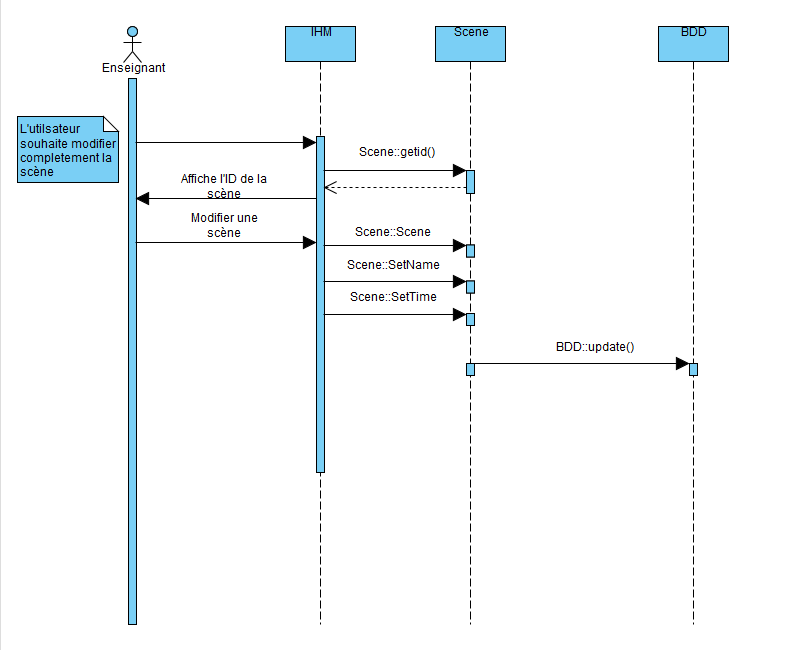 IHM
Scene
BDD
Enseignant
L'utilsateur
souhaite modifier
completement la
scène
Scene::getid()
Affiche l'ID de la
scène
Modifier une
scène
Scene::Scene
Scene::SetName
Scene::SetTime
BDD::update()